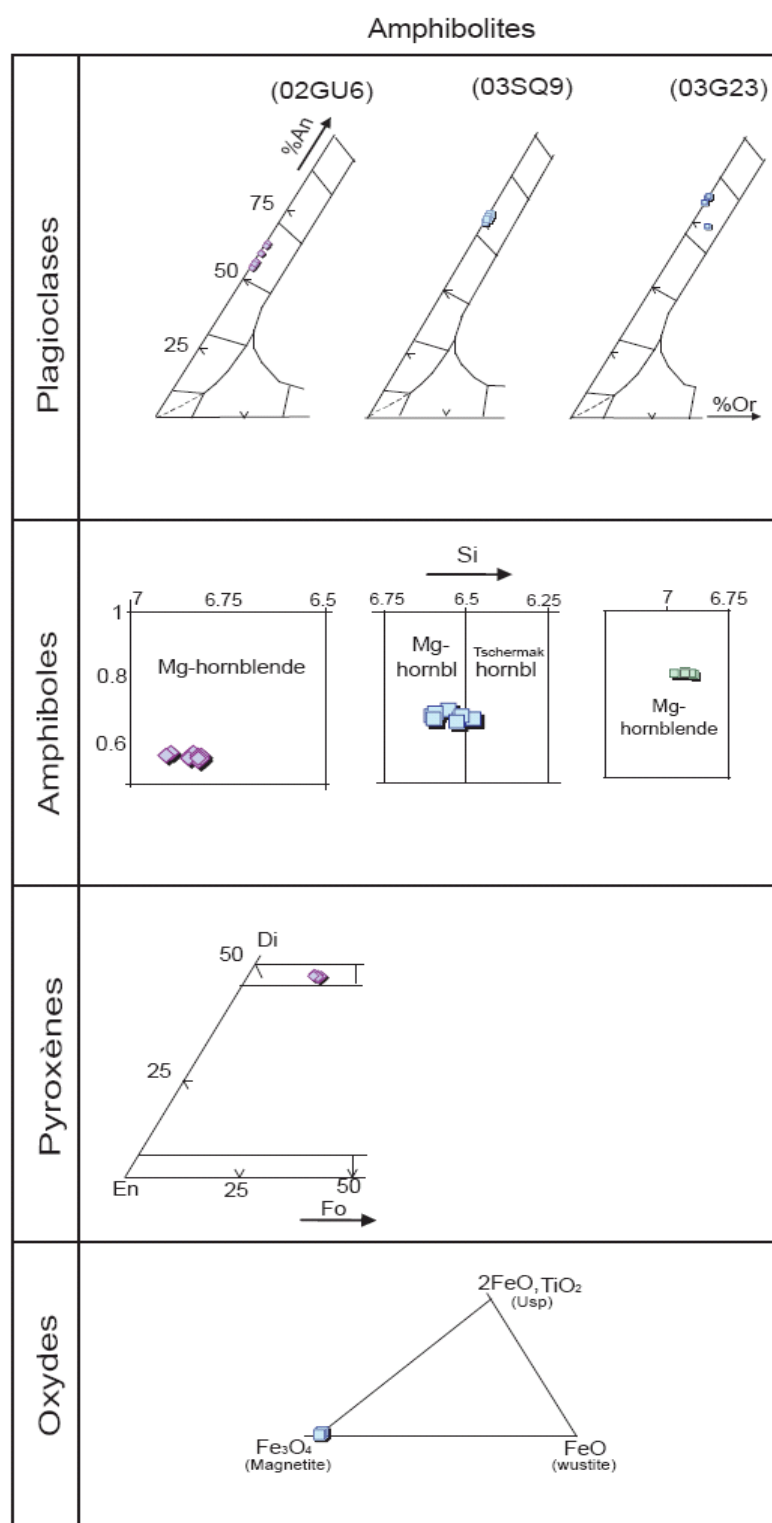 Amphibolites
Plagioclases
(02GU6) (03SQ9) (03G23)
%An
75
50
25
%Or
Amphiboles
Si
7 6.75 6.5 6.75 6.5 6.25 7 6.75
1
0.8
0.6
Mg-hornblende
Mg-
hornbl
Tschermak
hornbl
Mg-
hornblende
Pyroxènes
Di
50
25
En 25 50
Fo
Oxydes
2FeO,TiO₂
(Usp)
Fe₃O₄ FeO
(Magnetite) (wustite)